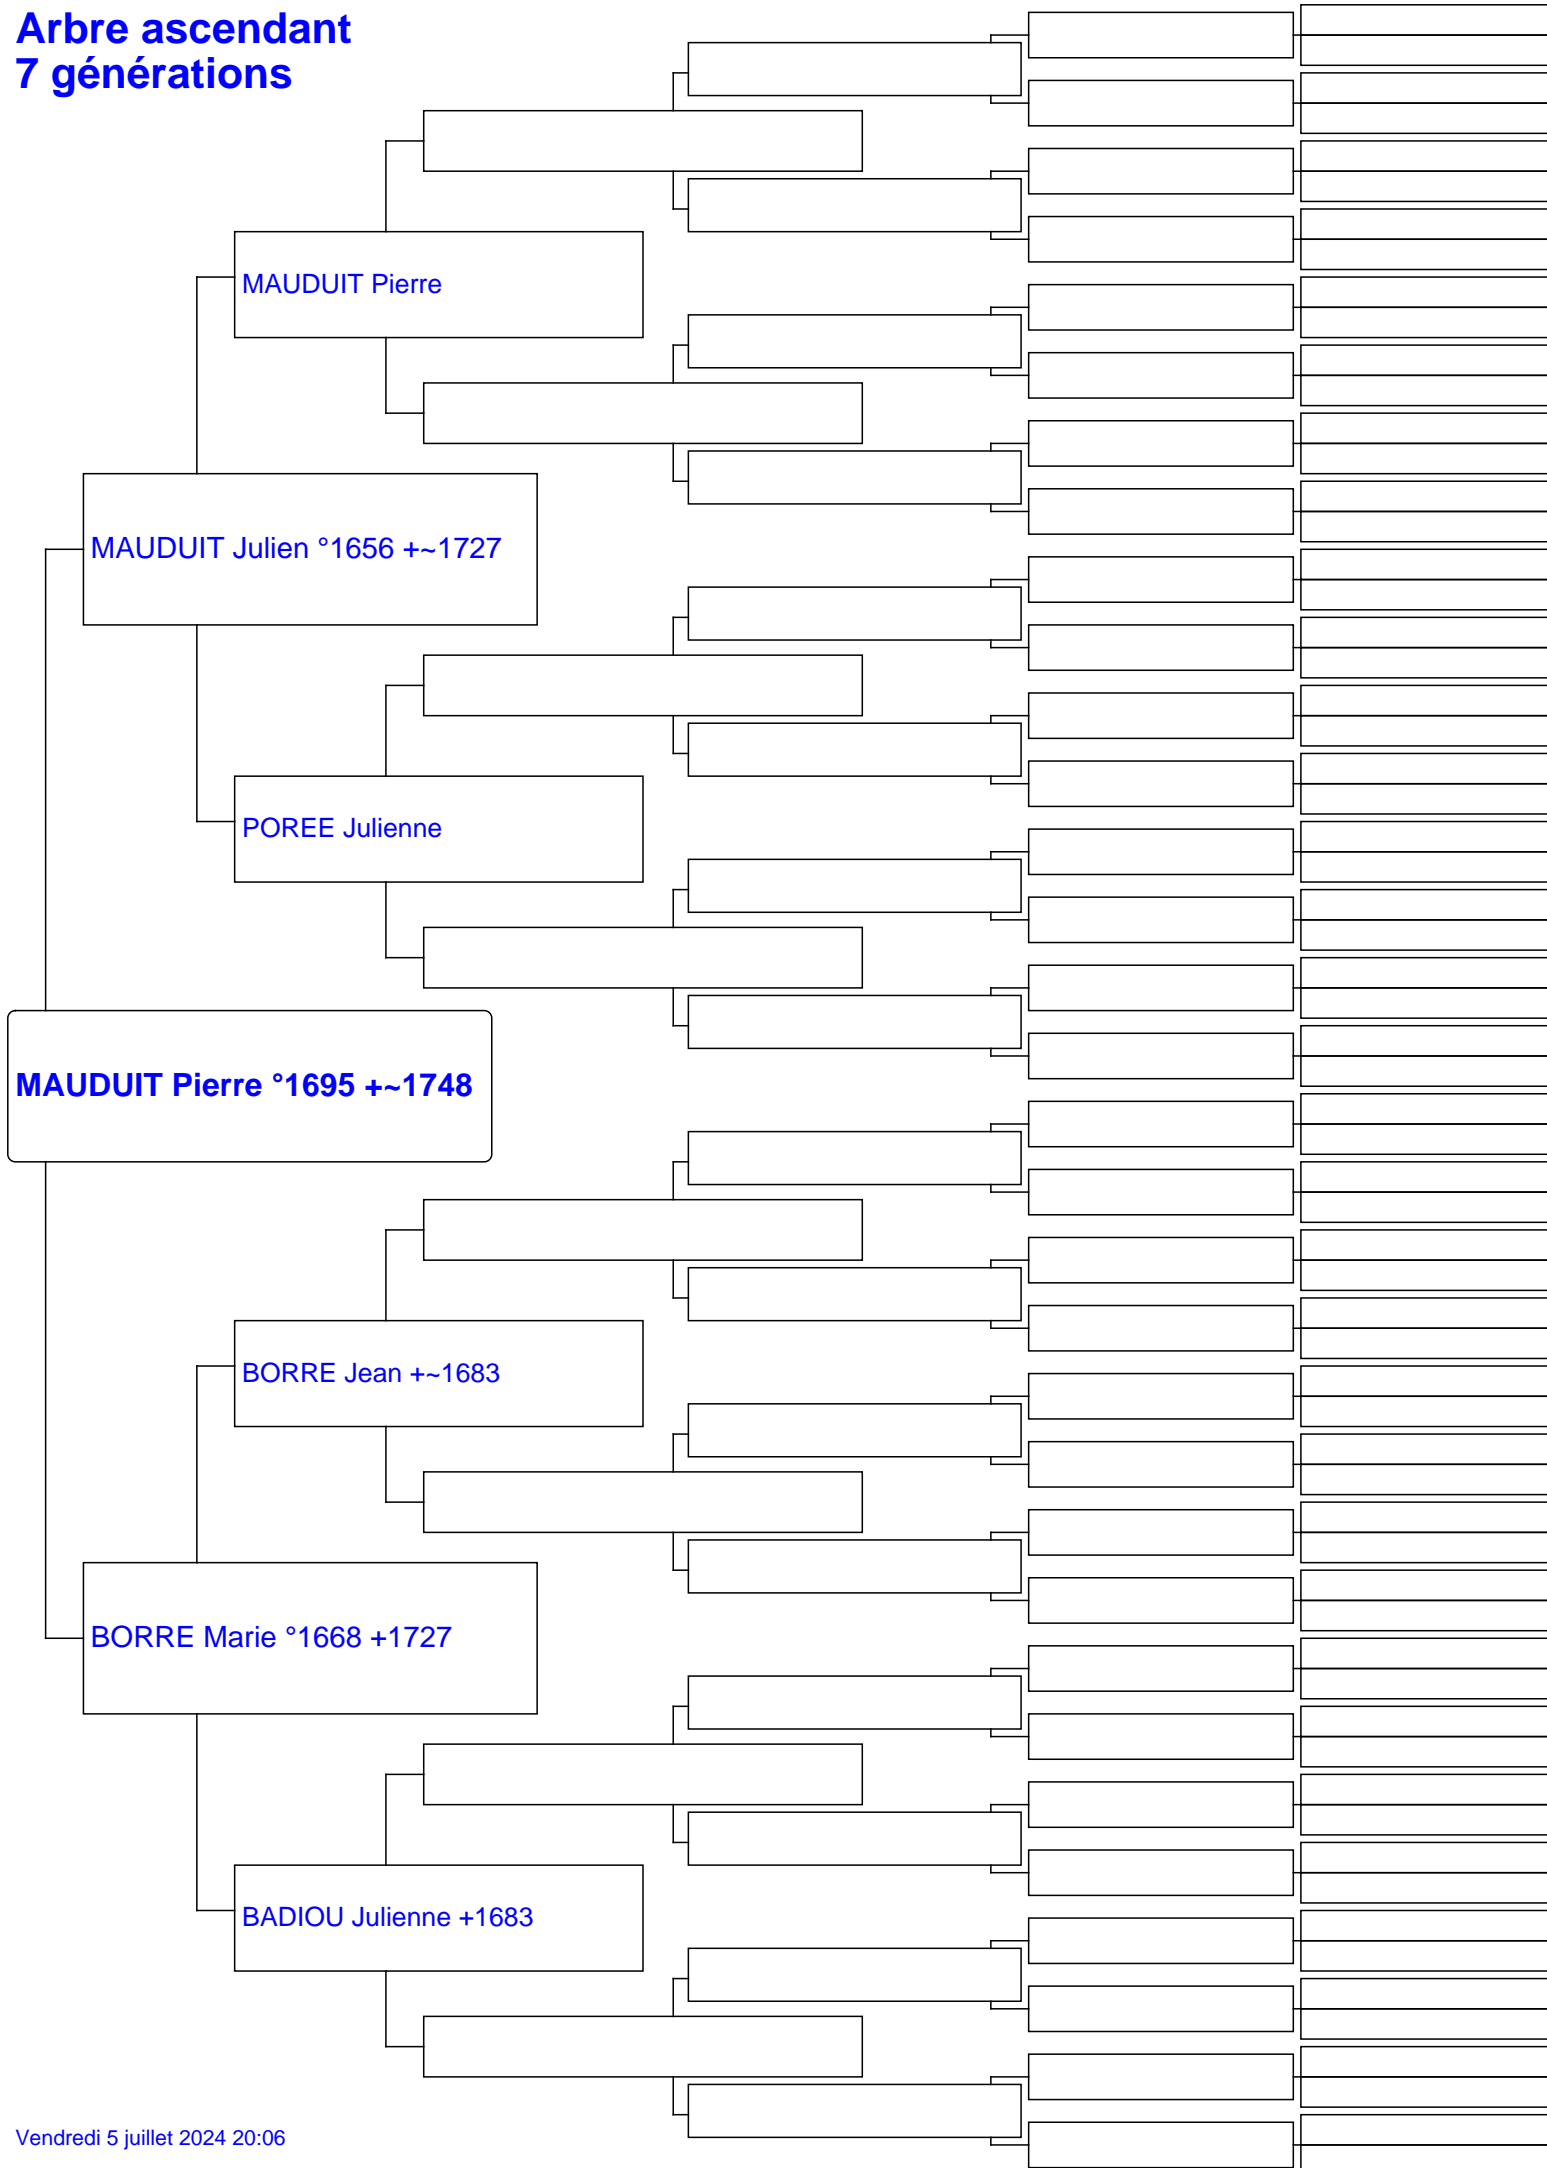 Arbre ascendant
7 générations
MAUDUIT Pierre
MAUDUIT Julien °1656 +~1727
POREE Julienne
MAUDUIT Pierre °1695 +~1748
BORRE Jean +~1683
BORRE Marie °1668 +1727
BADIOU Julienne +1683
Vendredi 5 juillet 2024 20:06